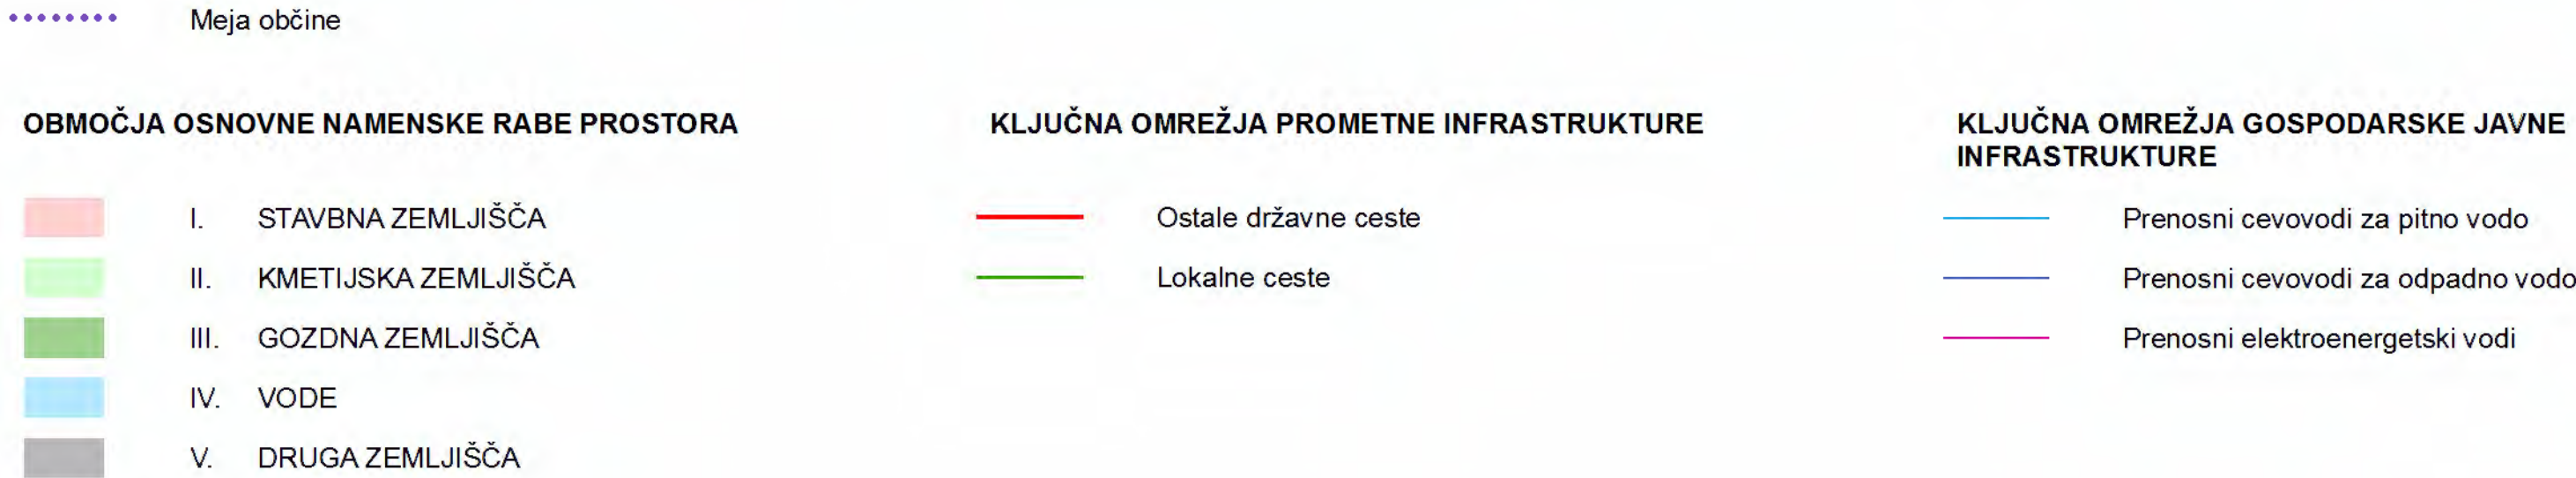 Meja občine
OBMOČJA OSNOVNE NAMENSKE RABE PROSTORA
I. STAVBNA ZEMLJIŠČA
II. KMETIJSKA ZEMLJIŠČA
III. GOZDNA ZEMLJIŠČA
IV. VODE
V. DRUGA ZEMLJIŠČA
KLJUČNA OMREŽJA PROMETNE INFRASTRUKTURE
Ostale državne ceste
Lokalne ceste
KLJUČNA OMREŽJA GOSPODARSKE JAVNE
INFRASTRUKTURE
Prenosni cevovodi za pitno vodo
Prenosni cevovodi za odpadno vodo
Prenosni elektroenergetski vodi